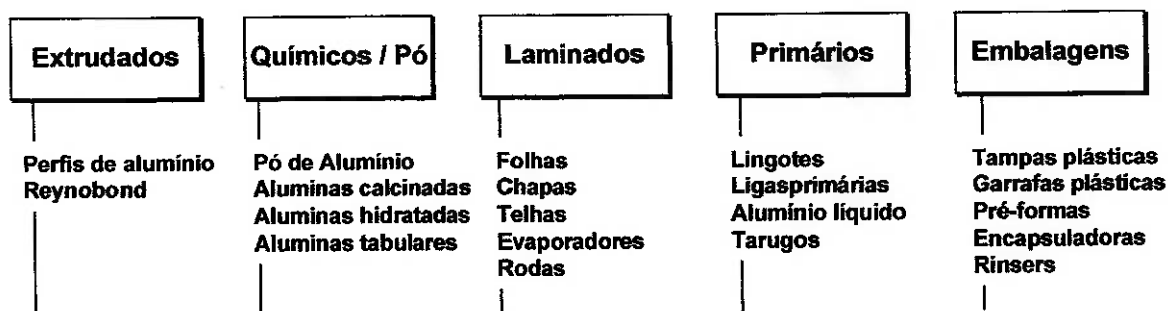 Extrudados
Químicos / Pó
Laminados
Primários
Embalagens
Perfis de alumínio
Reynobond
Pó de Alumínio
Aluminas calcinadas
Aluminas hidratadas
Aluminas tabulares
Folhas
Chapas
Telhas
Evaporadores
Rodas
Lingotes
Ligasprimárias
Alumínio líquido
Tarugos
Tampas plásticas
Garrafas plásticas
Pré-formas
Encapsuladoras
Rinsers